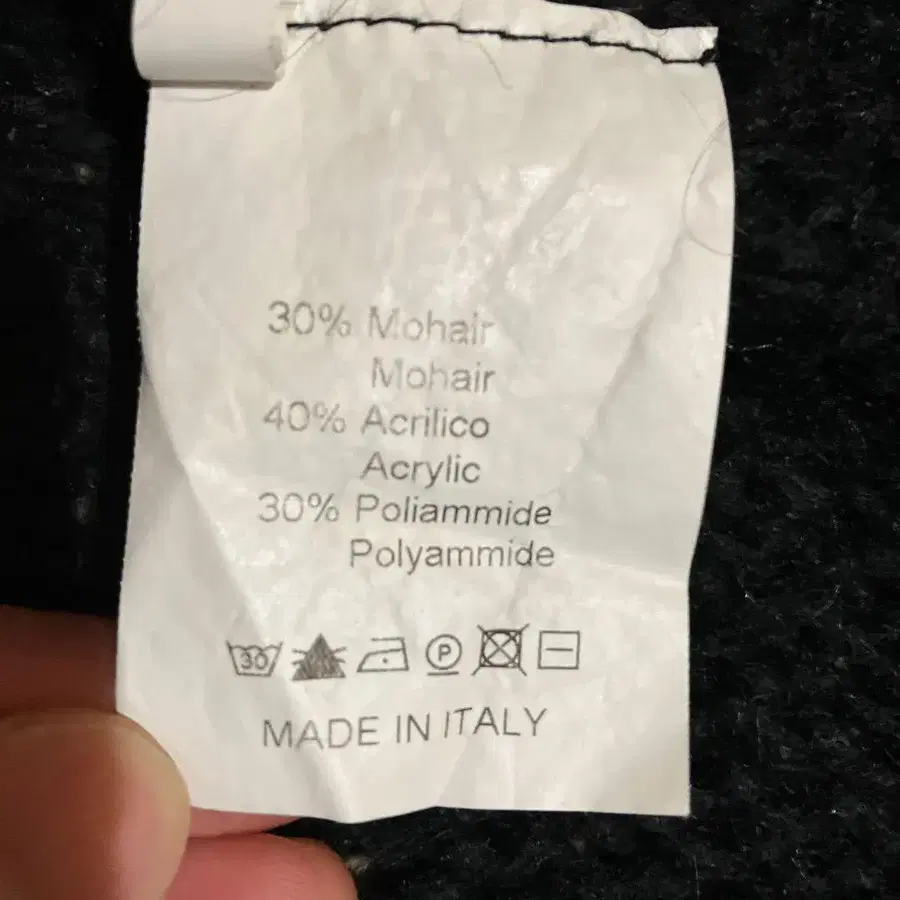 30% Mohair
Mohair
40% Acrilico
Acrylic
30% Poliammide
Polyammide
30 P
MADE IN ITALY